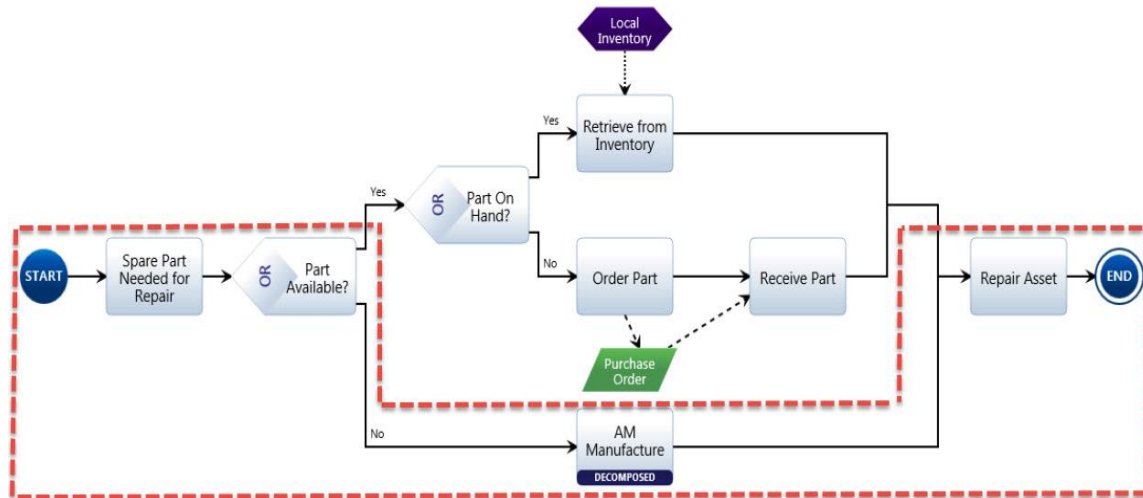 Local
Inventory
Yes
Retrieve from
Inventory
Yes
OR
Part On
Hand?
START
Spare Part
Needed for
Repair
OR
Part
Available?
No
Order Part
Receive Part
Repair Asset
END
Purchase
Order
No
AM
Manufacture
DECOMPOSED